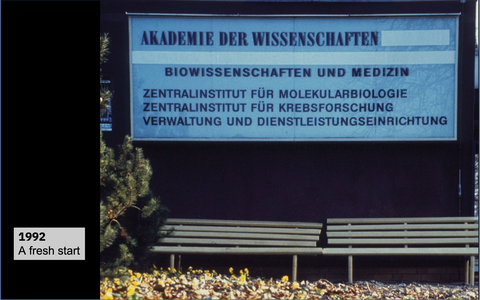 AKADEMIE DER WISSENSCHAFTEN
BIOWISSENSCHAFTEN UND MEDIZIN
ZENTRALINSTITUT FÜR MOLEKULARBIOLOGIE
ZENTRALINSTITUT FÜR KREBSFORSCHUNG
VERWALTUNG UND DIENSTLEISTUNGSEINRICHTUNG
1992
A fresh start